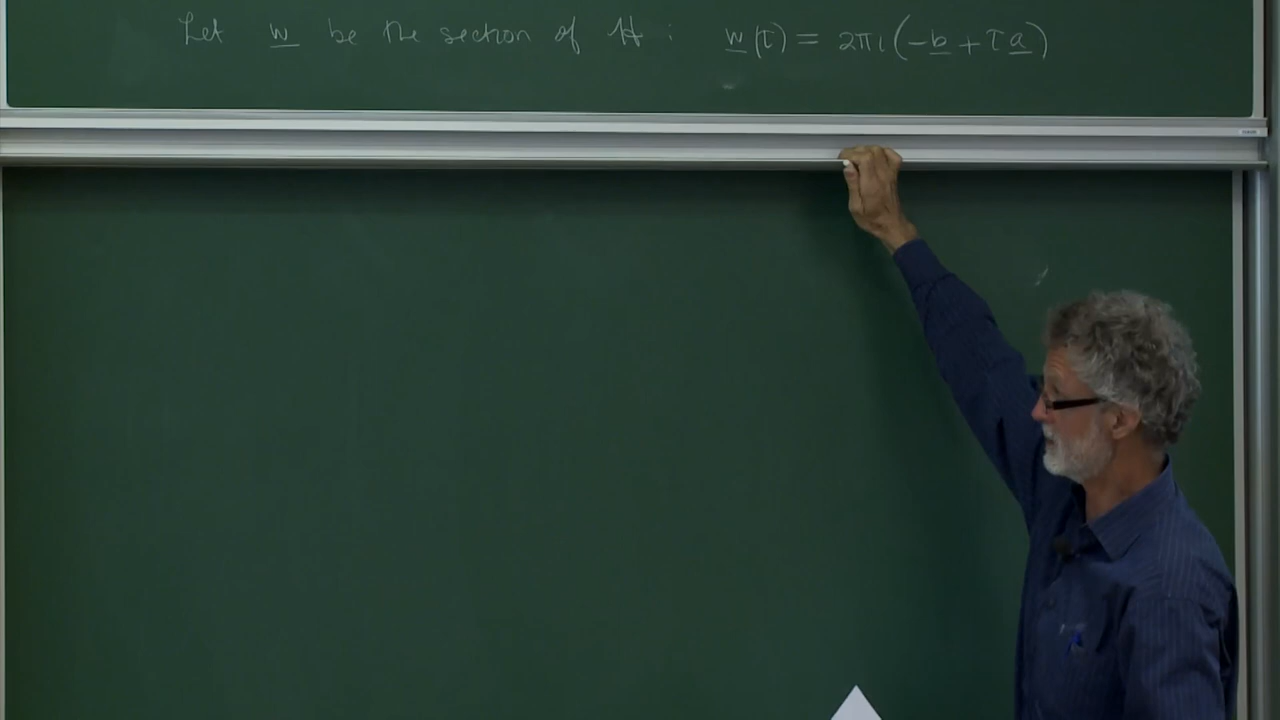 Let w be the section of ℍ : w(τ) = 2πi(-b + τa)